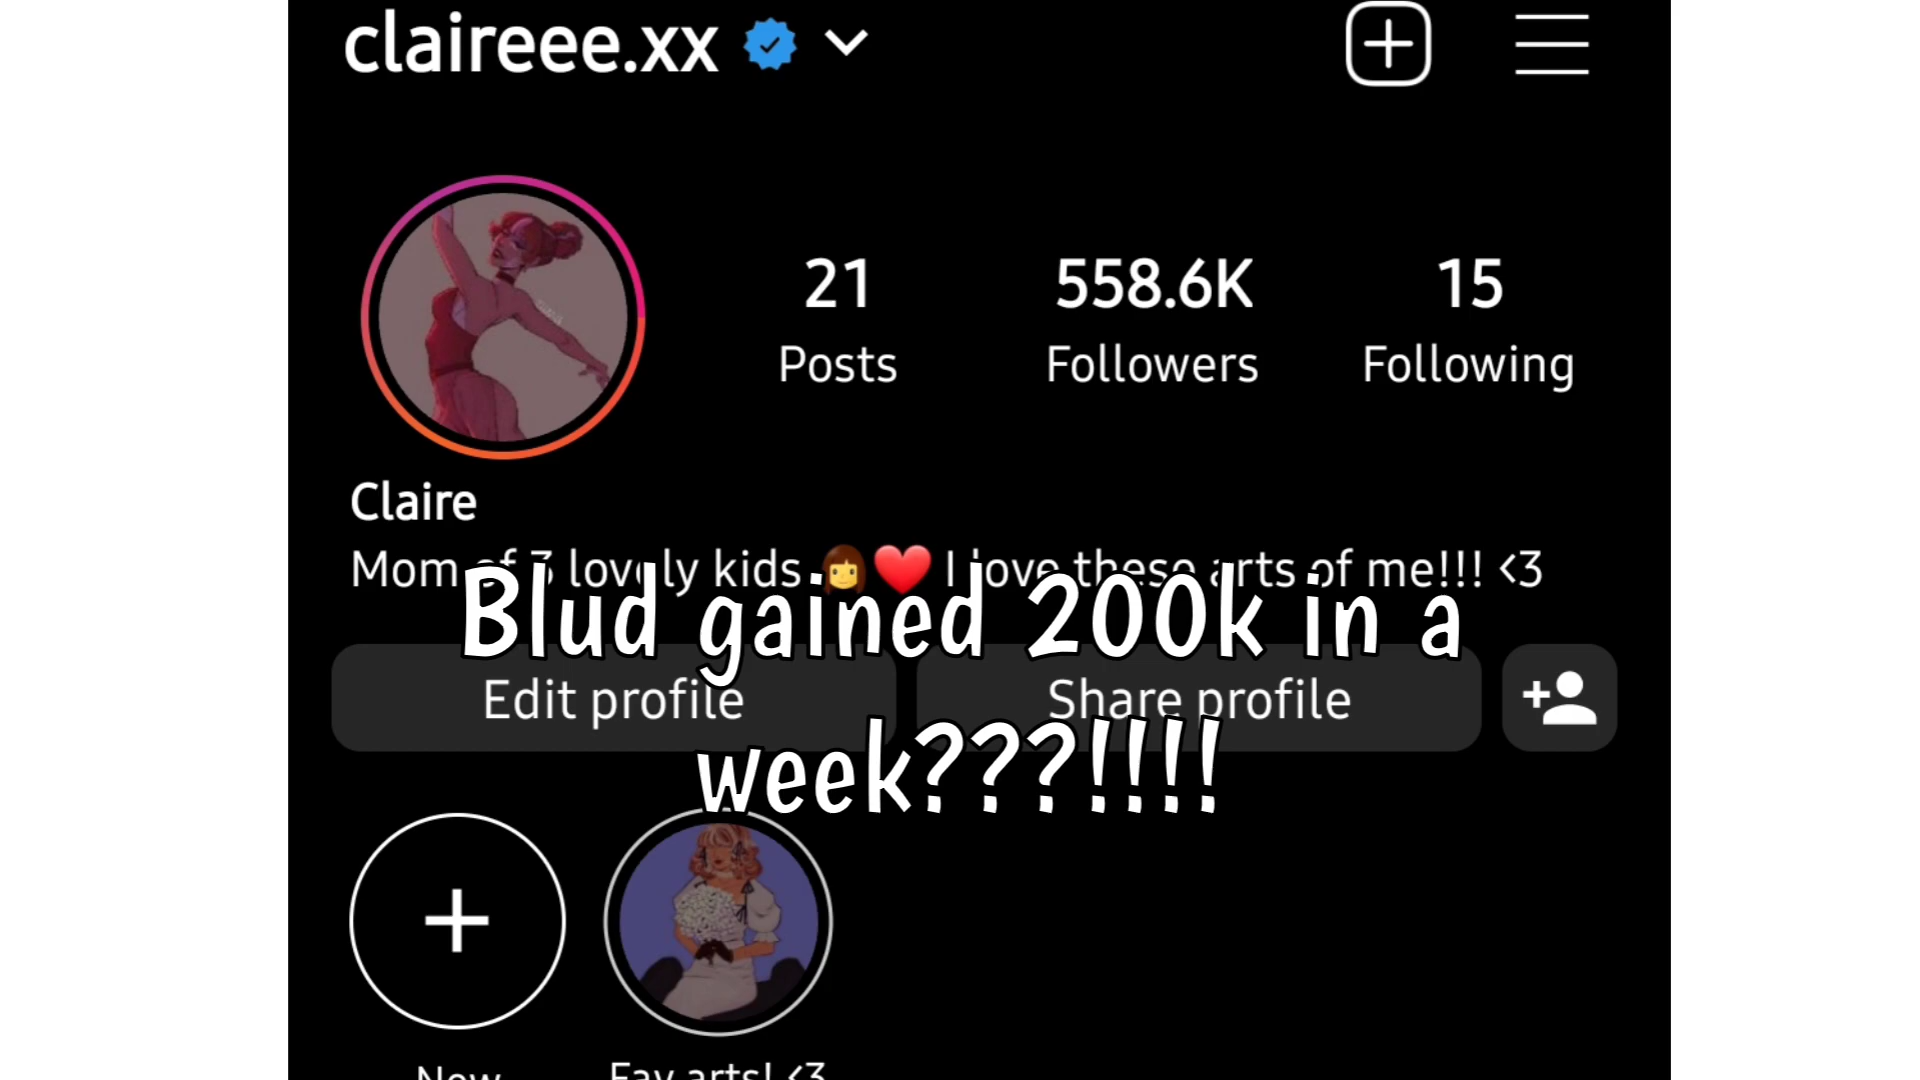 claireee.xx
21 558.6K 15
Posts Followers Following
Claire
Mom of 3 lovely kids 👩❤️ I love these arts of me!!! <3
Blud gained 200k in a
Edit profile Share profile
week???!!!!
New Fav arts! <3